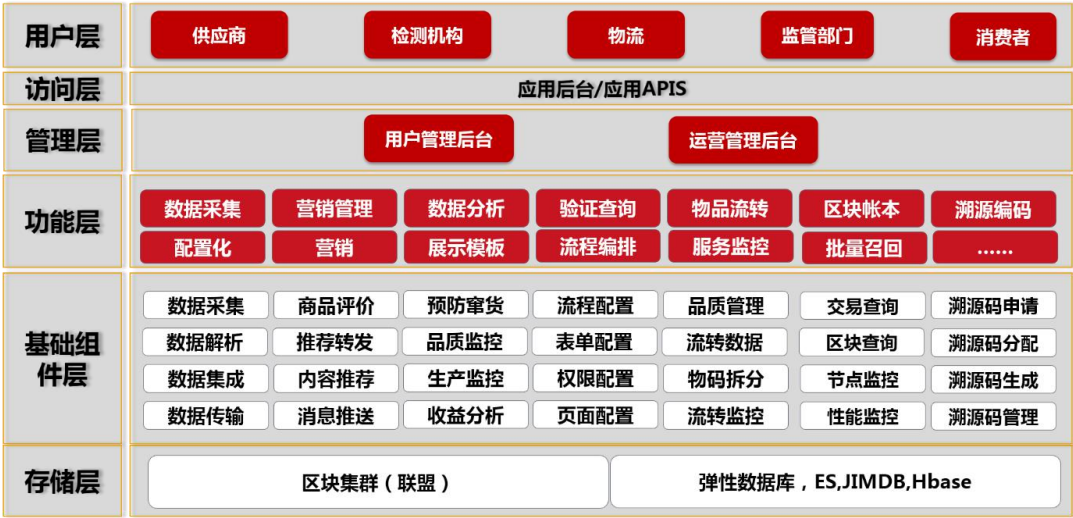 用户层
供应商
检测机构
物流
监管部门
消费者
访问层
应用后台/应用APIS
管理层
用户管理后台
运营管理后台
功能层
数据采集
营销管理
数据分析
验证查询
物品流转
区块帐本
溯源编码
配置化
营销
展示模板
流程编排
服务监控
批量召回
......
基础组
件层
数据采集
商品评价
预防窜货
流程配置
品质管理
交易查询
溯源码申请
数据解析
推荐转发
品质监控
表单配置
流转数据
区块查询
溯源码分配
数据集成
内容推荐
生产监控
权限配置
物码拆分
节点监控
溯源码生成
数据传输
消息推送
收益分析
页面配置
流转监控
性能监控
溯源码管理
存储层
区块集群（联盟）
弹性数据库，ES,JIMDB,Hbase